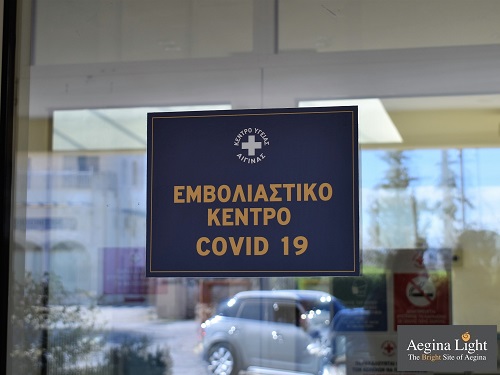 ΚΕΝΤΡΟ ΥΓΕΙΑΣ
ΑΙΓΙΝΑΣ
ΕΜΒΟΛΙΑΣΤΙΚΟ
ΚΕΝΤΡΟ
COVID 19
Aegina Light
The Bright Site of Aegina